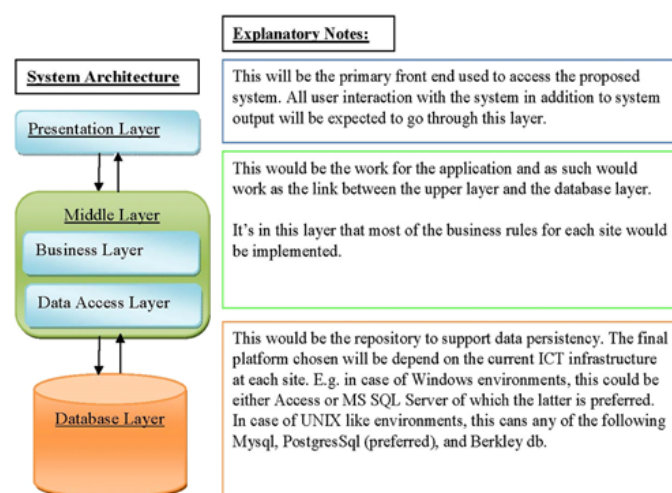 Explanatory Notes:
System Architecture
This will be the primary front end used to access the proposed
system. All user interaction with the system in addition to system
output will be expected to go through this layer.
Presentation Layer
This would be the work for the application and as such would
work as the link between the upper layer and the database layer.
It's in this layer that most of the business rules for each site would
be implemented.
Middle Layer
Business Layer
Data Access Layer
This would be the repository to support data persistency. The final
platform chosen will be depend on the current ICT infrastructure
at each site. E.g. in case of Windows environments, this could be
either Access or MS SQL Server of which the latter is preferred.
In case of UNIX like environments, this cans any of the following
Mysql, PostgresSql (preferred), and Berkley db.
Database Layer